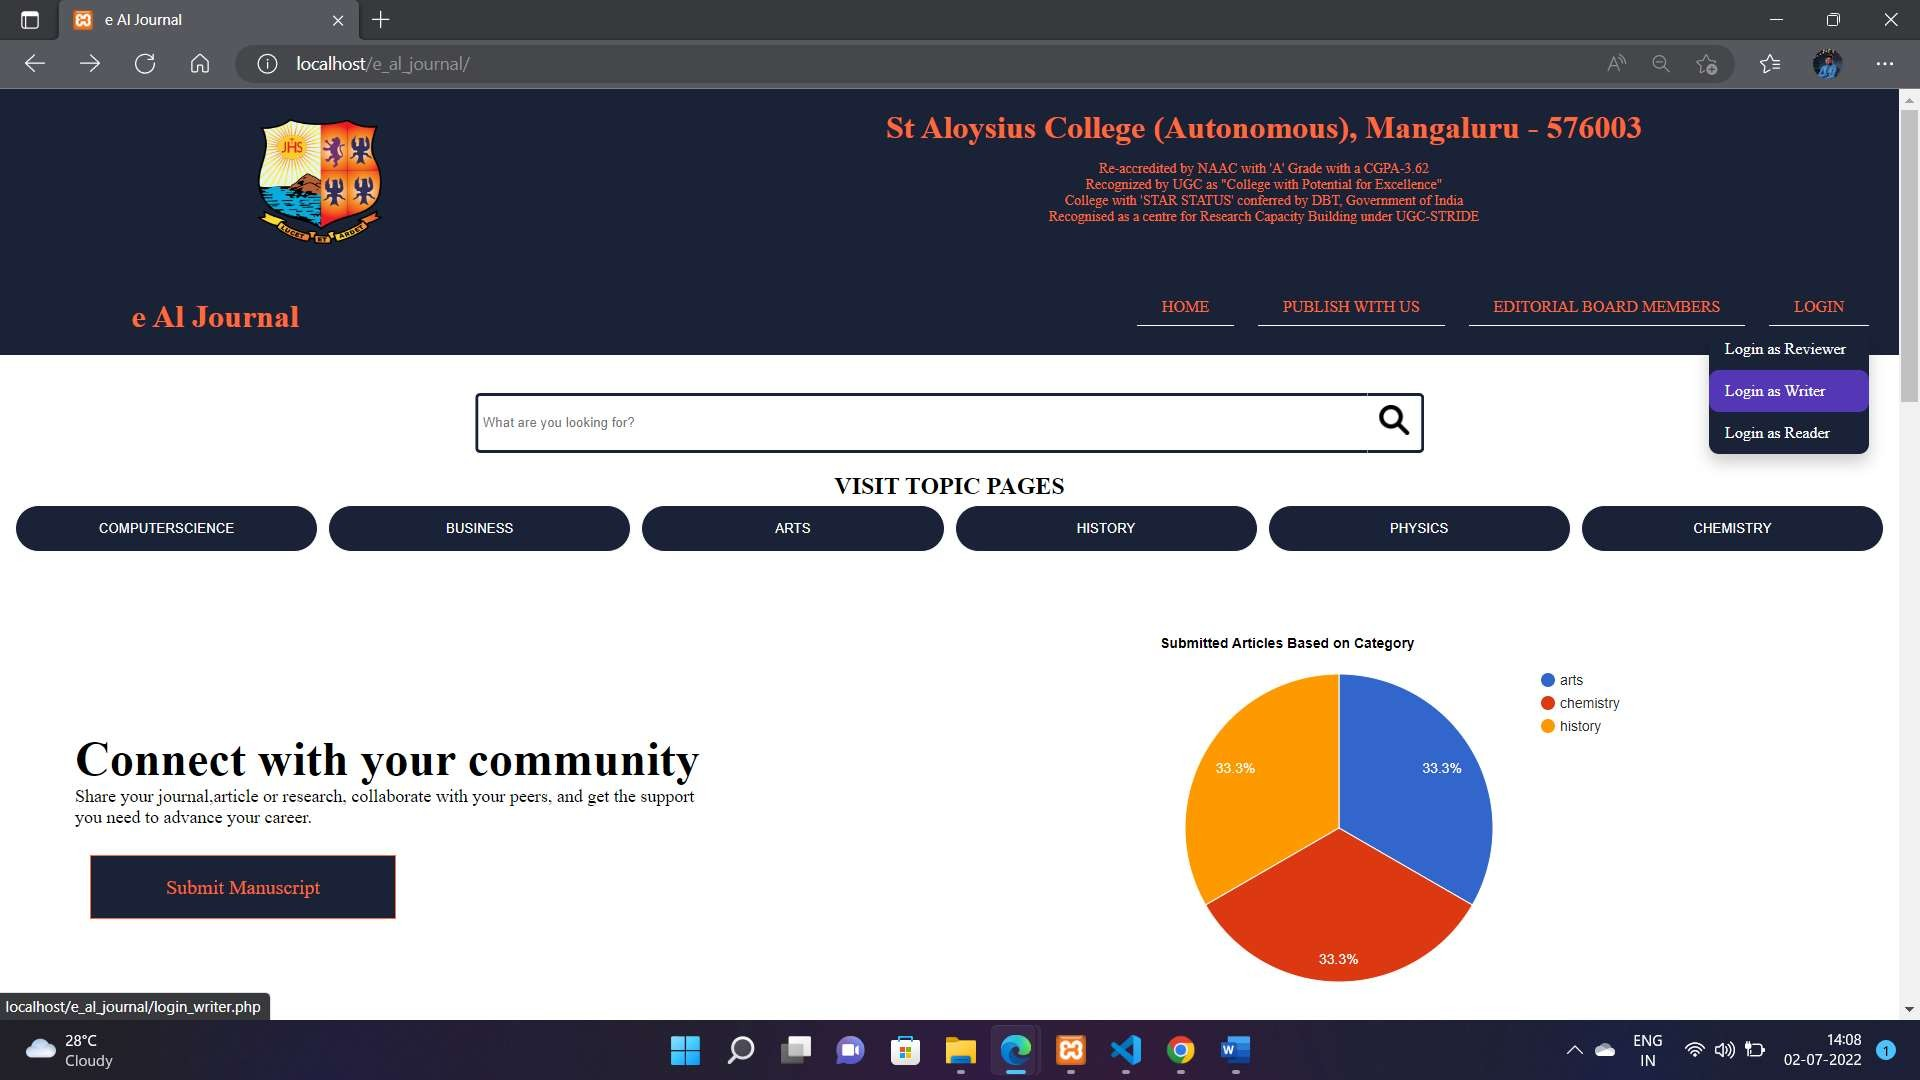 e Al Journal
localhost/e_al_journal/
JHS
LUCET ET ARDET
St Aloysius College (Autonomous), Mangaluru - 576003
Re-accredited by NAAC with 'A' Grade with a CGPA-3.62
Recognized by UGC as "College with Potential for Excellence"
College with 'STAR STATUS' conferred by DBT, Government of India
Recognised as a centre for Research Capacity Building under UGC-STRIDE
e Al Journal
HOME PUBLISH WITH US EDITORIAL BOARD MEMBERS LOGIN
Login as Reviewer
Login as Writer
Login as Reader
What are you looking for?
VISIT TOPIC PAGES
COMPUTERSCIENCE BUSINESS ARTS HISTORY PHYSICS CHEMISTRY
Submitted Articles Based on Category
arts
chemistry
history
33.3% 33.3%
33.3%
Connect with your community
Share your journal,article or research, collaborate with your peers, and get the support
you need to advance your career.
Submit Manuscript
localhost/e_al_journal/login_writer.php
28°C
Cloudy
ENG
IN
14:08
02-07-2022
1